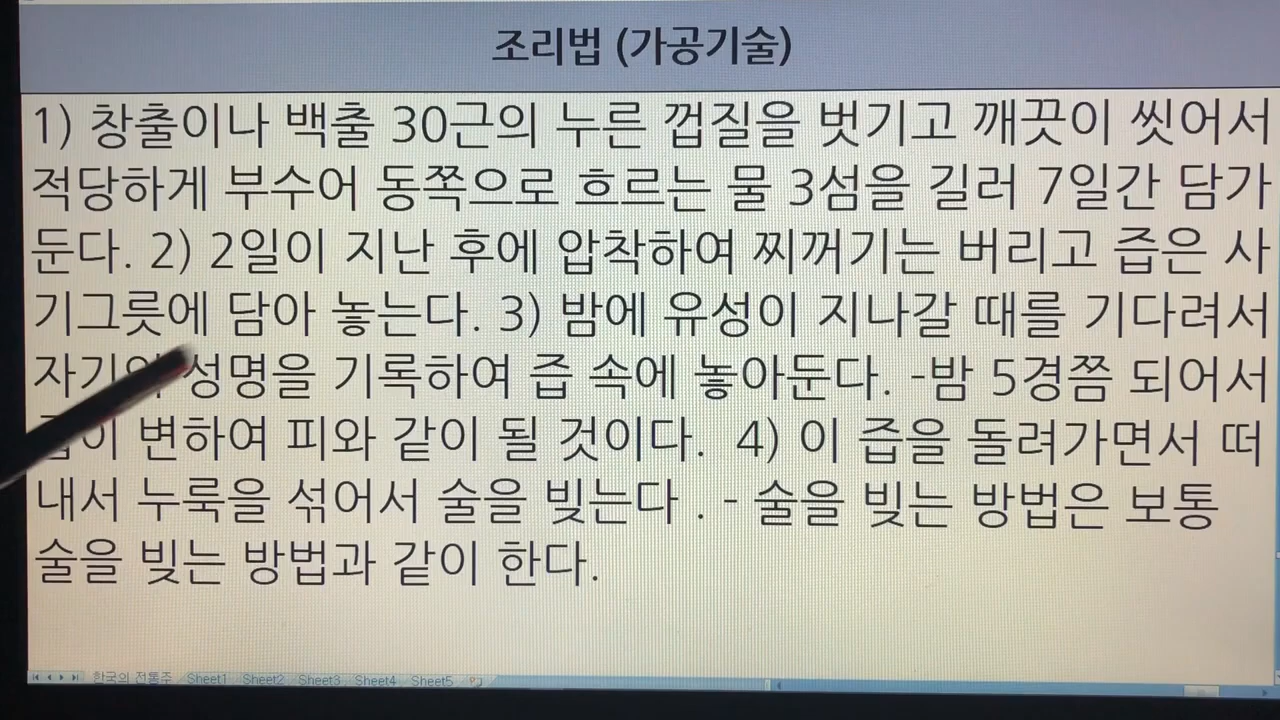 조리법 (가공기술)
1) 창출이나 백출 30근의 누른 껍질을 벗기고 깨끗이 씻어서
적당하게 부수어 동쪽으로 흐르는 물 3섬을 길러 7일간 담가
둔다. 2) 2일이 지난 후에 압착하여 찌꺼기는 버리고 즙은 사
기그릇에 담아 놓는다. 3) 밤에 유성이 지나갈 때를 기다려서
성명을 기록하여 즙 속에 놓아둔다. -밤 5경쯤 되어서
변하여 피와 같이 될 것이다. 4) 이 즙을 돌려가면서 떠
내서 누룩을 섞어서 술을 빚는다 . - 술을 빚는 방법은 보통
술을 빚는 방법과 같이 한다.
한국의 전통주 Sheet1 Sheet2 Sheet3 Sheet4 Sheet5